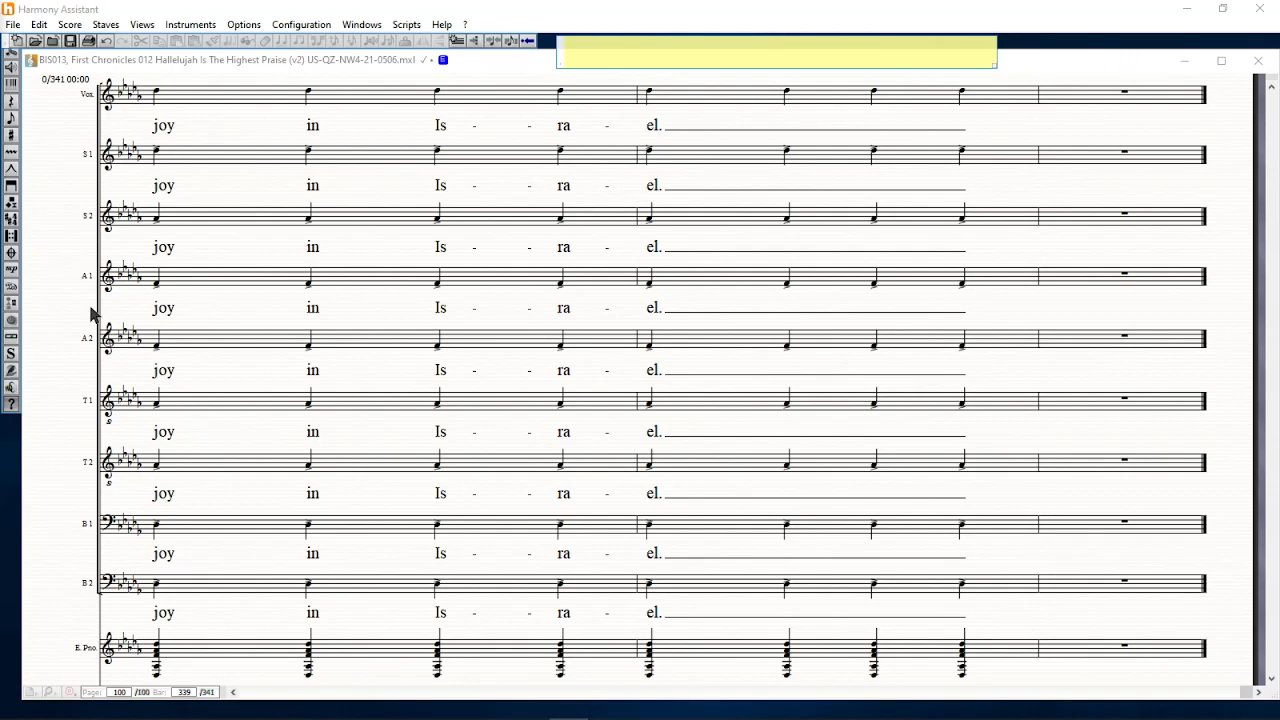 Harmony Assistant
File Edit Score Staves Views Instruments Options Configuration Windows Scripts Help ?
BIS013, First Chronicles 012 Hallelujah Is The Highest Praise (v2) US-QZ-NW4-21-0506.mxl
0/341 00:00
Vox.
joy in Is - - ra - el.
S 1
joy in Is - - ra - el.
S 2
joy in Is - - ra - el.
A 1
joy in Is - - ra - el.
A 2
joy in Is - - ra - el.
T 1
joy in Is - - ra - el.
T 2
joy in Is - - ra - el.
B 1
joy in Is - - ra - el.
B 2
joy in Is - - ra - el.
E. Pno.
Page: 100 /100 Bar: 339 /341